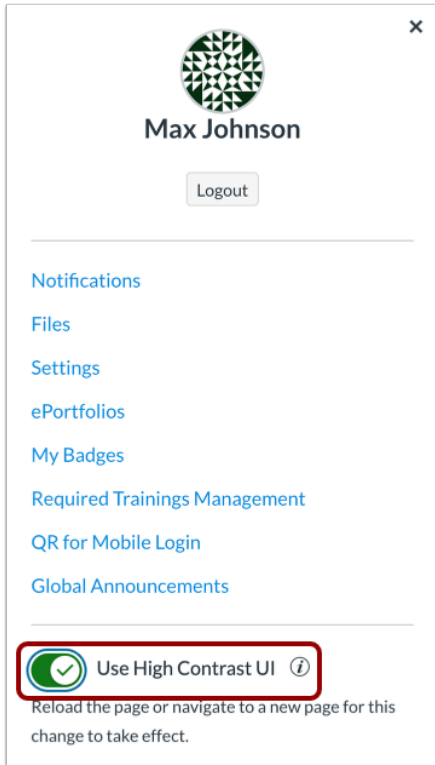 Max Johnson
Logout
Notifications
Files
Settings
ePortfolios
My Badges
Required Trainings Management
QR for Mobile Login
Global Announcements
Use High Contrast UI
Reload the page or navigate to a new page for this
change to take effect.